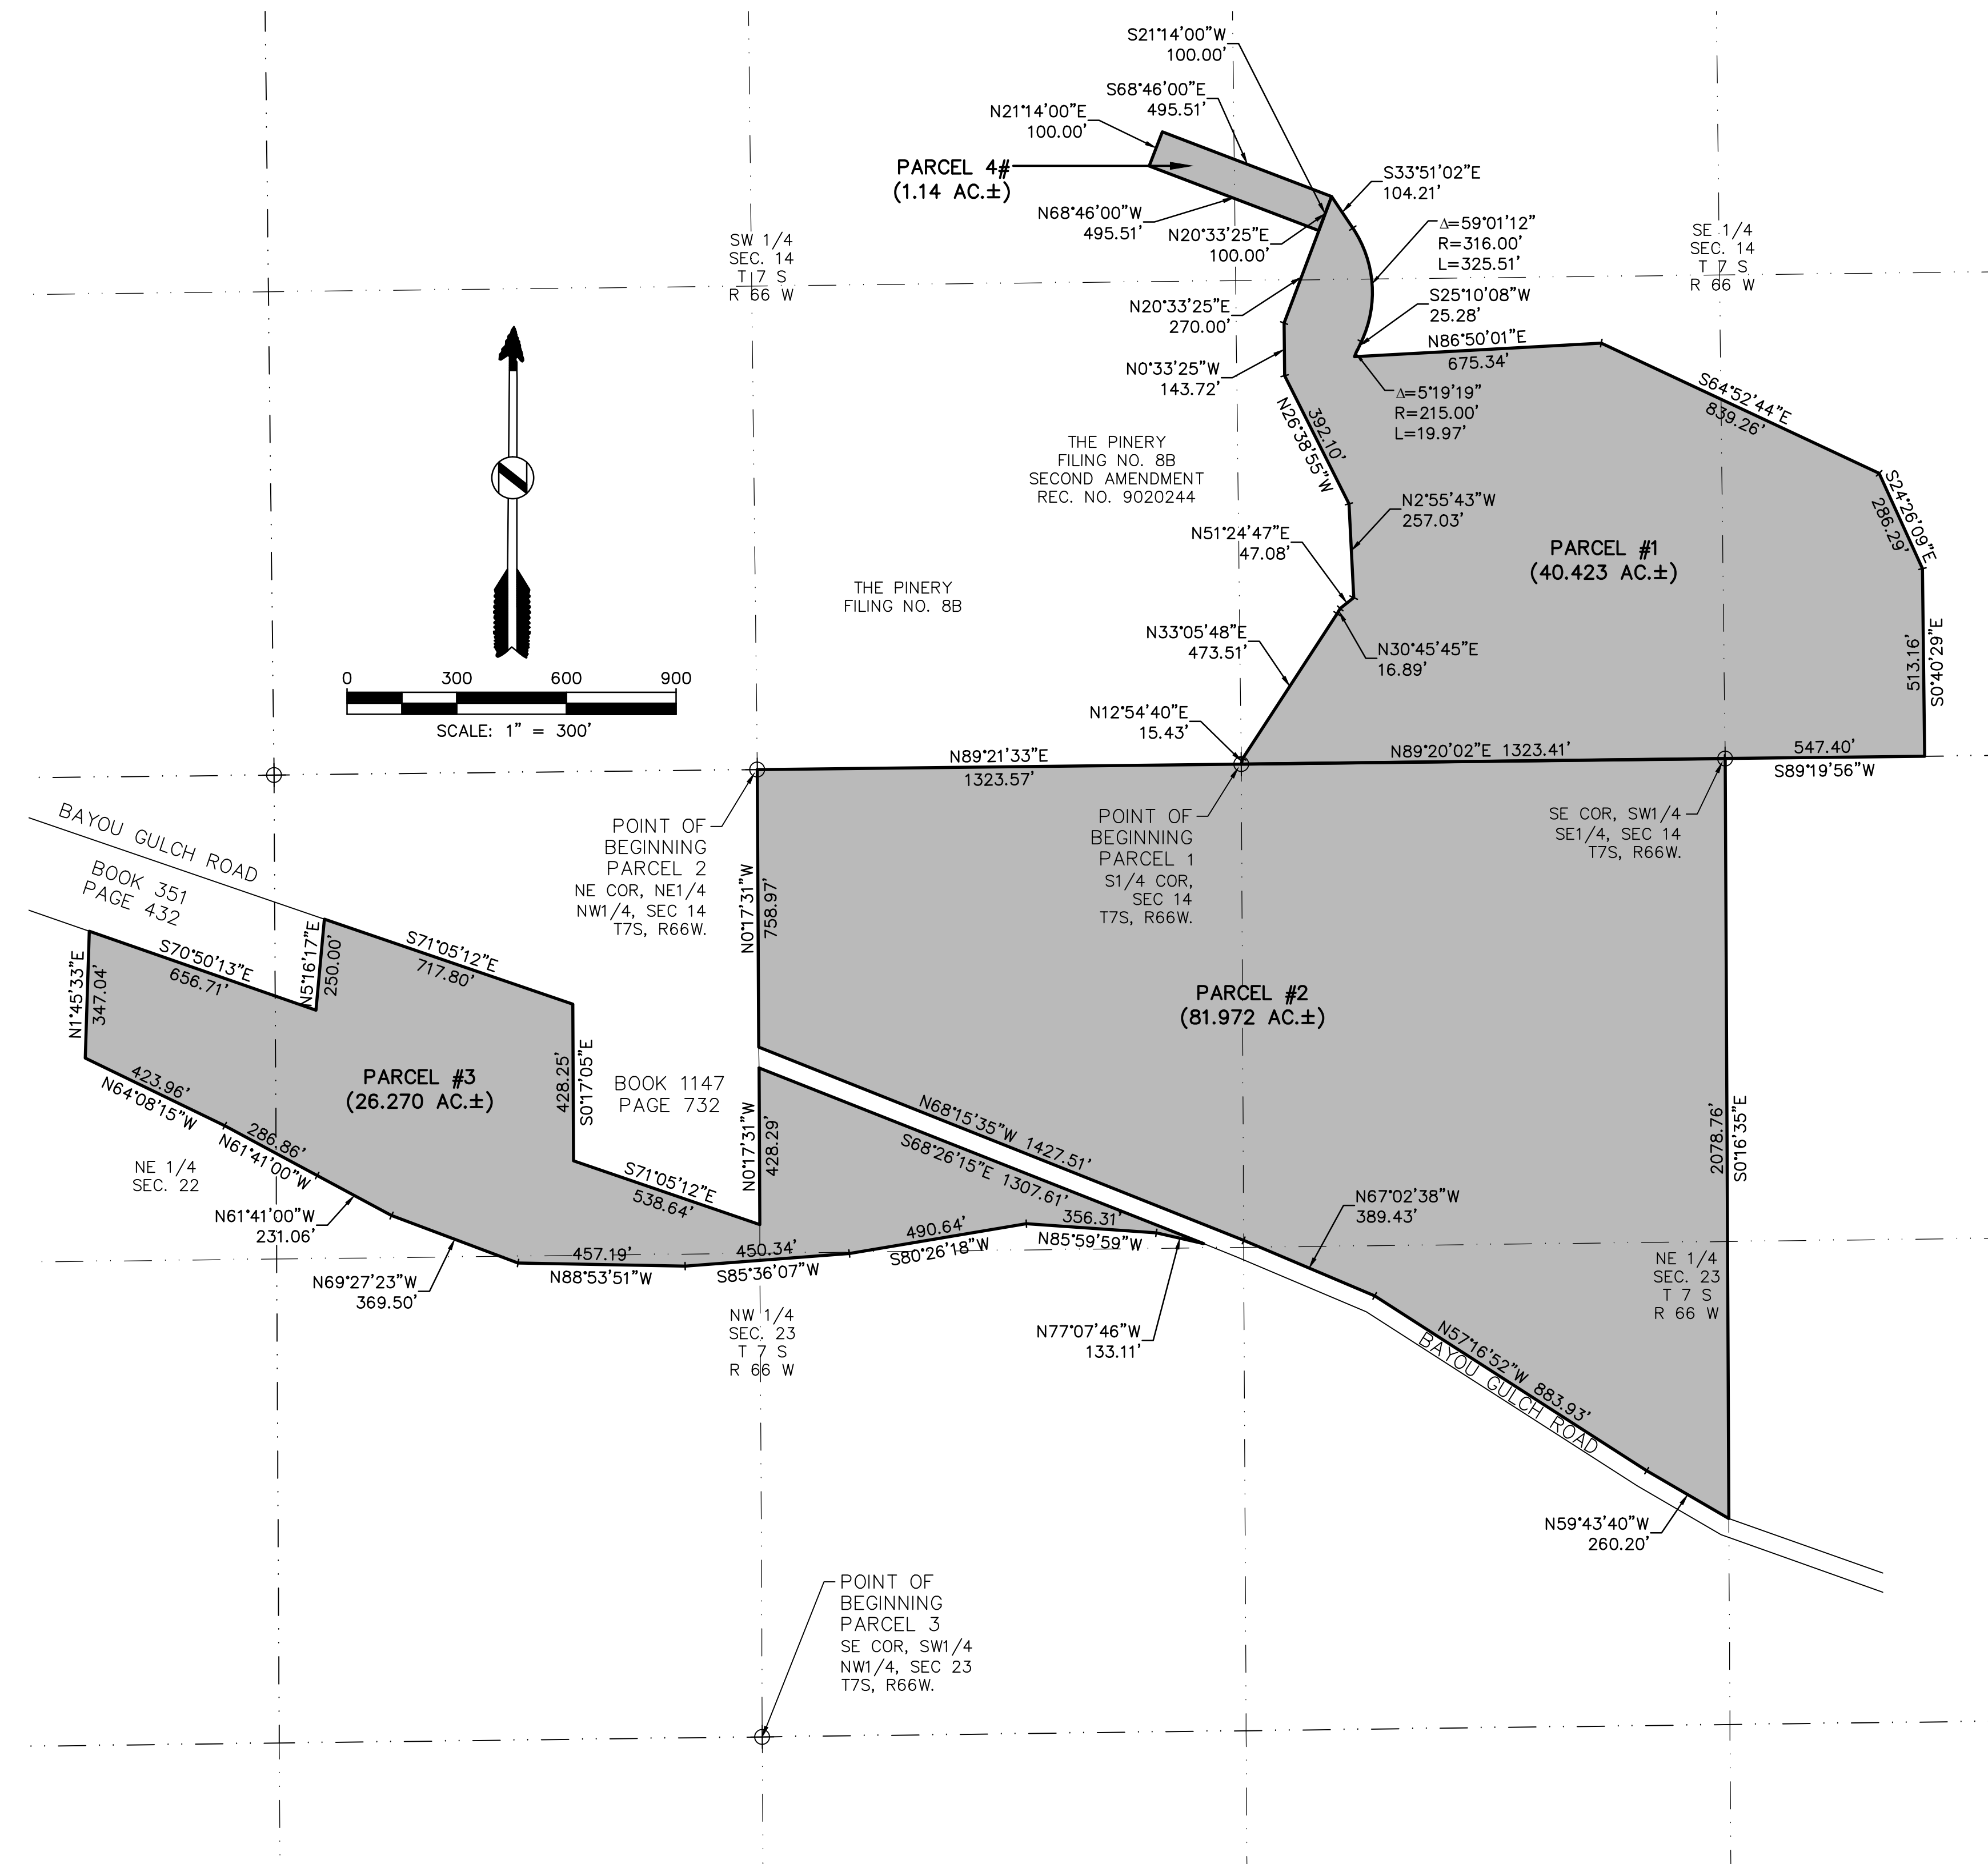 S21°14'00"W
100.00'
S68°46'00"E
495.51'
N21°14'00"E
100.00'
PARCEL 4#
(1.14 AC.±)
S33°51'02"E
104.21'
N68°46'00"W
495.51'
N20°33'25"E
100.00'
Δ=59°01'12"
R=316.00'
L=325.51'
SW 1/4
SEC. 14
T 7 S
R 66 W
SE 1/4
SEC. 14
T 7 S
R 66 W
N20°33'25"E
270.00'
S25°10'08"W
25.28'
N86°50'01"E
675.34'
N0°33'25"W
143.72'
Δ=5°19'19"
R=215.00'
L=19.97'
S64°52'44"E
839.26'
392.10'
N26°38'55"W
THE PINERY
FILING NO. 8B
SECOND AMENDMENT
REC. NO. 9020244
N2°55'43"W
257.03'
S24°26'09"E
286.29'
N51°24'47"E
47.08'
PARCEL #1
(40.423 AC.±)
THE PINERY
FILING NO. 8B
N33°05'48"E
473.51'
N30°45'45"E
16.89'
513.16'
S0°40'29"E
0 300 600 900
SCALE: 1" = 300'
N12°54'40"E
15.43'
N89°21'33"E
1323.57'
N89°20'02"E 1323.41'
547.40'
S89°19'56"W
BAYOU GULCH ROAD
BOOK 351
PAGE 432
POINT OF
BEGINNING
PARCEL 2
NE COR, NE1/4
NW1/4, SEC 14
T7S, R66W.
POINT OF
BEGINNING
PARCEL 1
S1/4 COR,
SEC 14
T7S, R66W.
SE COR, SW1/4
SE1/4, SEC 14
T7S, R66W.
N0°17'31"W
758.97'
N1°45'33"E
347.04'
S70°50'13"E
656.71'
N5°16'17"E
250.00'
S71°05'12"E
717.80'
PARCEL #2
(81.972 AC.±)
PARCEL #3
(26.270 AC.±)
428.25'
S0°17'05"E
BOOK 1147
PAGE 732
N0°17'31"W
428.29'
N68°15'35"W 1427.51'
S68°26'15"E 1307.61'
2078.76'
S0°16'35"E
423.96'
N64°08'15"W
286.86'
N61°41'00"W
NE 1/4
SEC. 22
S71°05'12"E
538.64'
N61°41'00"W
231.06'
N67°02'38"W
389.43'
490.64'
S80°26'18"W
356.31'
N85°59'59"W
457.19'
N88°53'51"W
450.34'
S85°36'07"W
N69°27'23"W
369.50'
NE 1/4
SEC. 23
T 7 S
R 66 W
NW 1/4
SEC. 23
T 7 S
R 66 W
N77°07'46"W
133.11'
N57°16'52"W 883.93'
BAYOU GULCH ROAD
N59°43'40"W
260.20'
POINT OF
BEGINNING
PARCEL 3
SE COR, SW1/4
NW1/4, SEC 23
T7S, R66W.